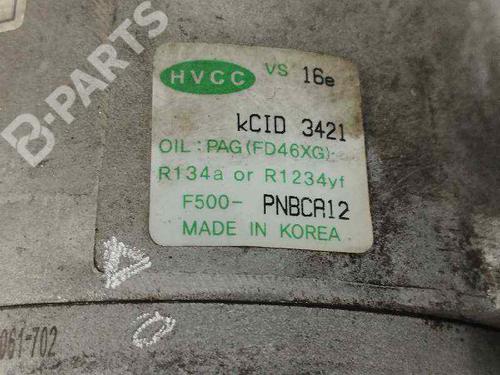 B-PARTS
HVCC VS 16e
kCID 3421
OIL: PAG(FD46XG)
R134a or R1234yf
F500- PNBCA12
MADE IN KOREA
061-702